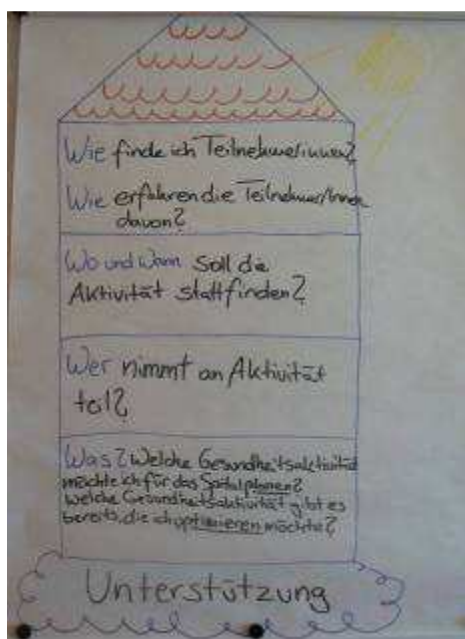 Wie finde ich Teilnehmer/innen?
Wie erfahren die Teilnehmer/Innen
davon?
Wo und Wann Soll die
Aktivität stattfinden?
Wer nimmt an Aktivität
teil?
Was? Welche Gesundheitsaktivität
möchte ich für das Spital planen?
Welche Gesundheitsaktivität gibt es
bereits, die ich optimieren möchte?
Unterstützung